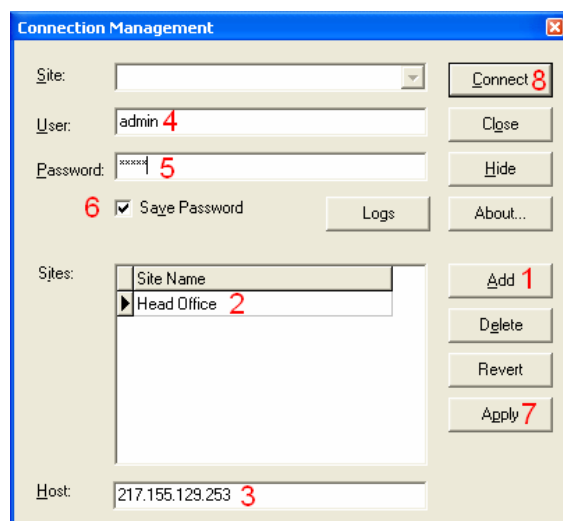 Connection Management
Site:
Connect 8
User: admin 4
Close
Password: ***** 5
Hide
6 Save Password
Logs
About...
Sites:
Site Name
Add 1
Head Office 2
Delete
Revert
Apply 7
Host: 217.155.129.253 3